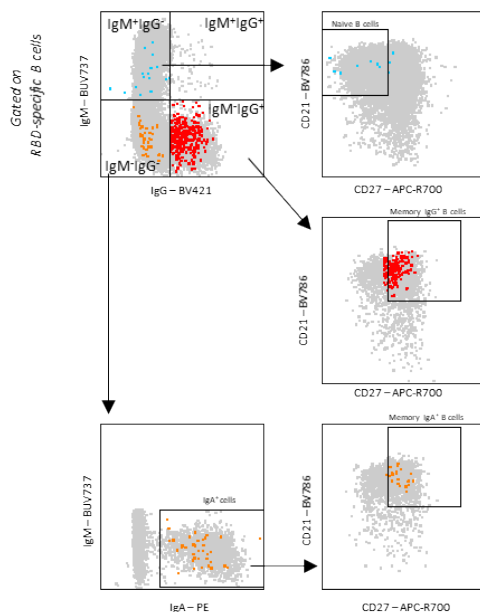 Gated on
RBD-specific B cells
IgM⁺IgG⁻
IgM⁺IgG⁺
IgM⁻IgG⁺
IgM⁻IgG⁻
IgM – BUV737
IgG – BV421
Naive B cells
CD21 – BV786
CD27 – APC-R700
Memory IgG⁺ B cells
CD21 – BV786
CD27 – APC-R700
IgA⁺ cells
IgM – BUV737
IgA – PE
Memory IgA⁺ B cells
CD21 – BV786
CD27 – APC-R700